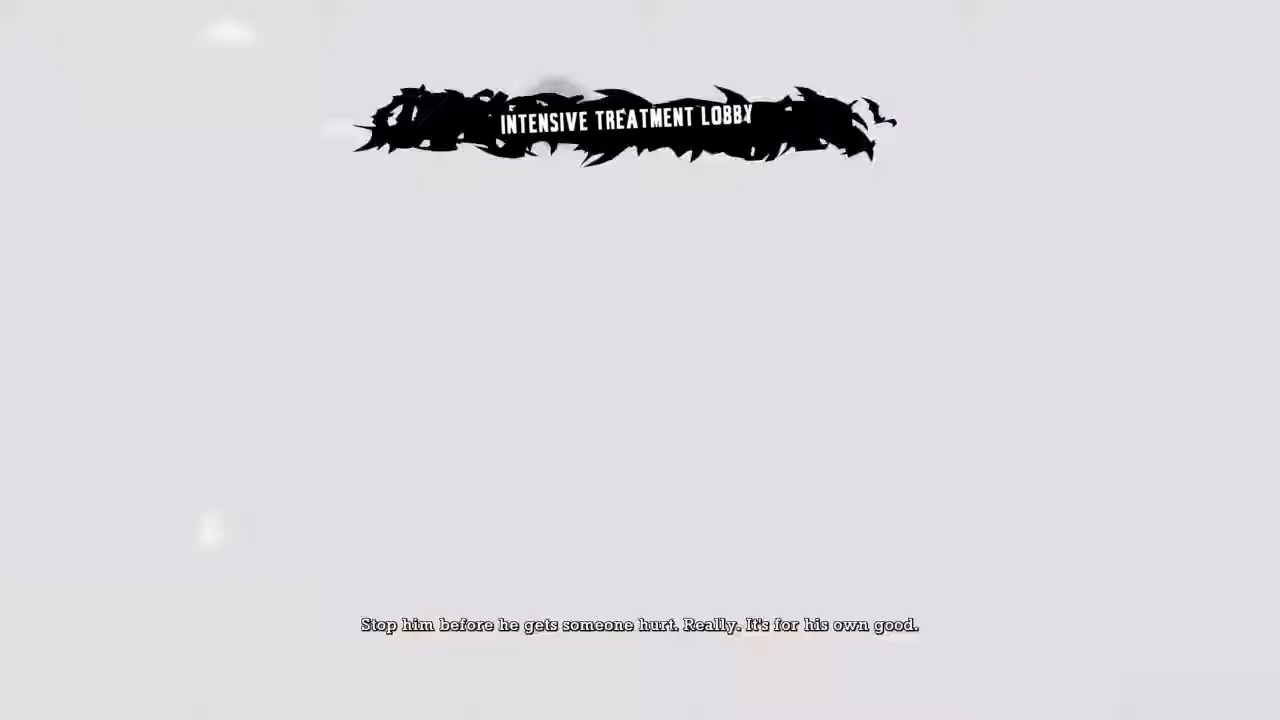 INTENSIVE TREATMENT LOBBY
Stop him before he gets someone hurt. Really. It's for his own good.